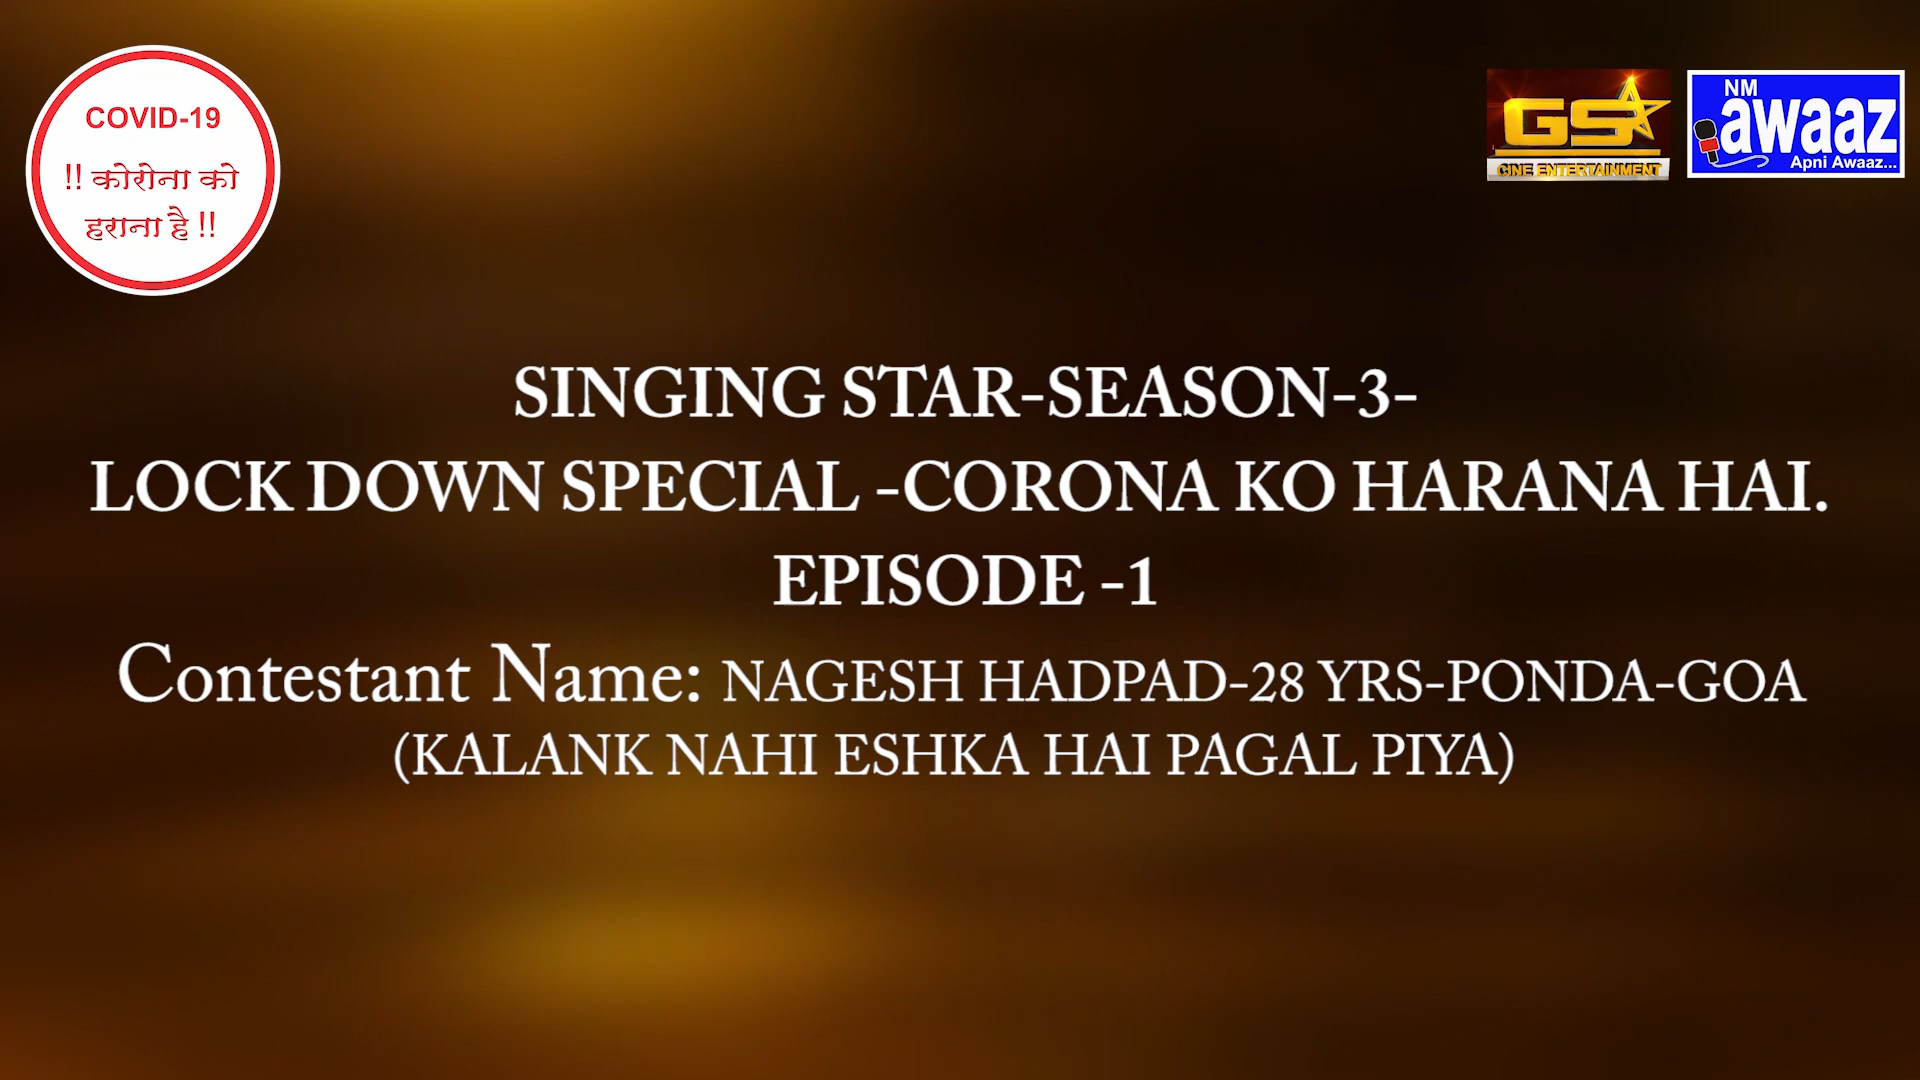 COVID-19
!! कोरोना को
हराना है !!
GS
CINE ENTERTAINMENT
NM
awaaz
Apni Awaaz...
SINGING STAR-SEASON-3-
LOCK DOWN SPECIAL -CORONA KO HARANA HAI.
EPISODE -1
Contestant Name: NAGESH HADPAD-28 YRS-PONDA-GOA
(KALANK NAHI ESHKA HAI PAGAL PIYA)